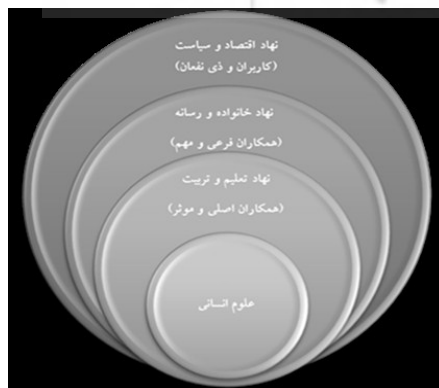 نهاد اقتصاد و سیاست
(کاربران و ذی نفعان)
نهاد خانواده و رسانه
(همکاران فرعی و مهم)
نهاد تعلیم و تربیت
(همکاران اصلی و موثر)
علوم انسانی